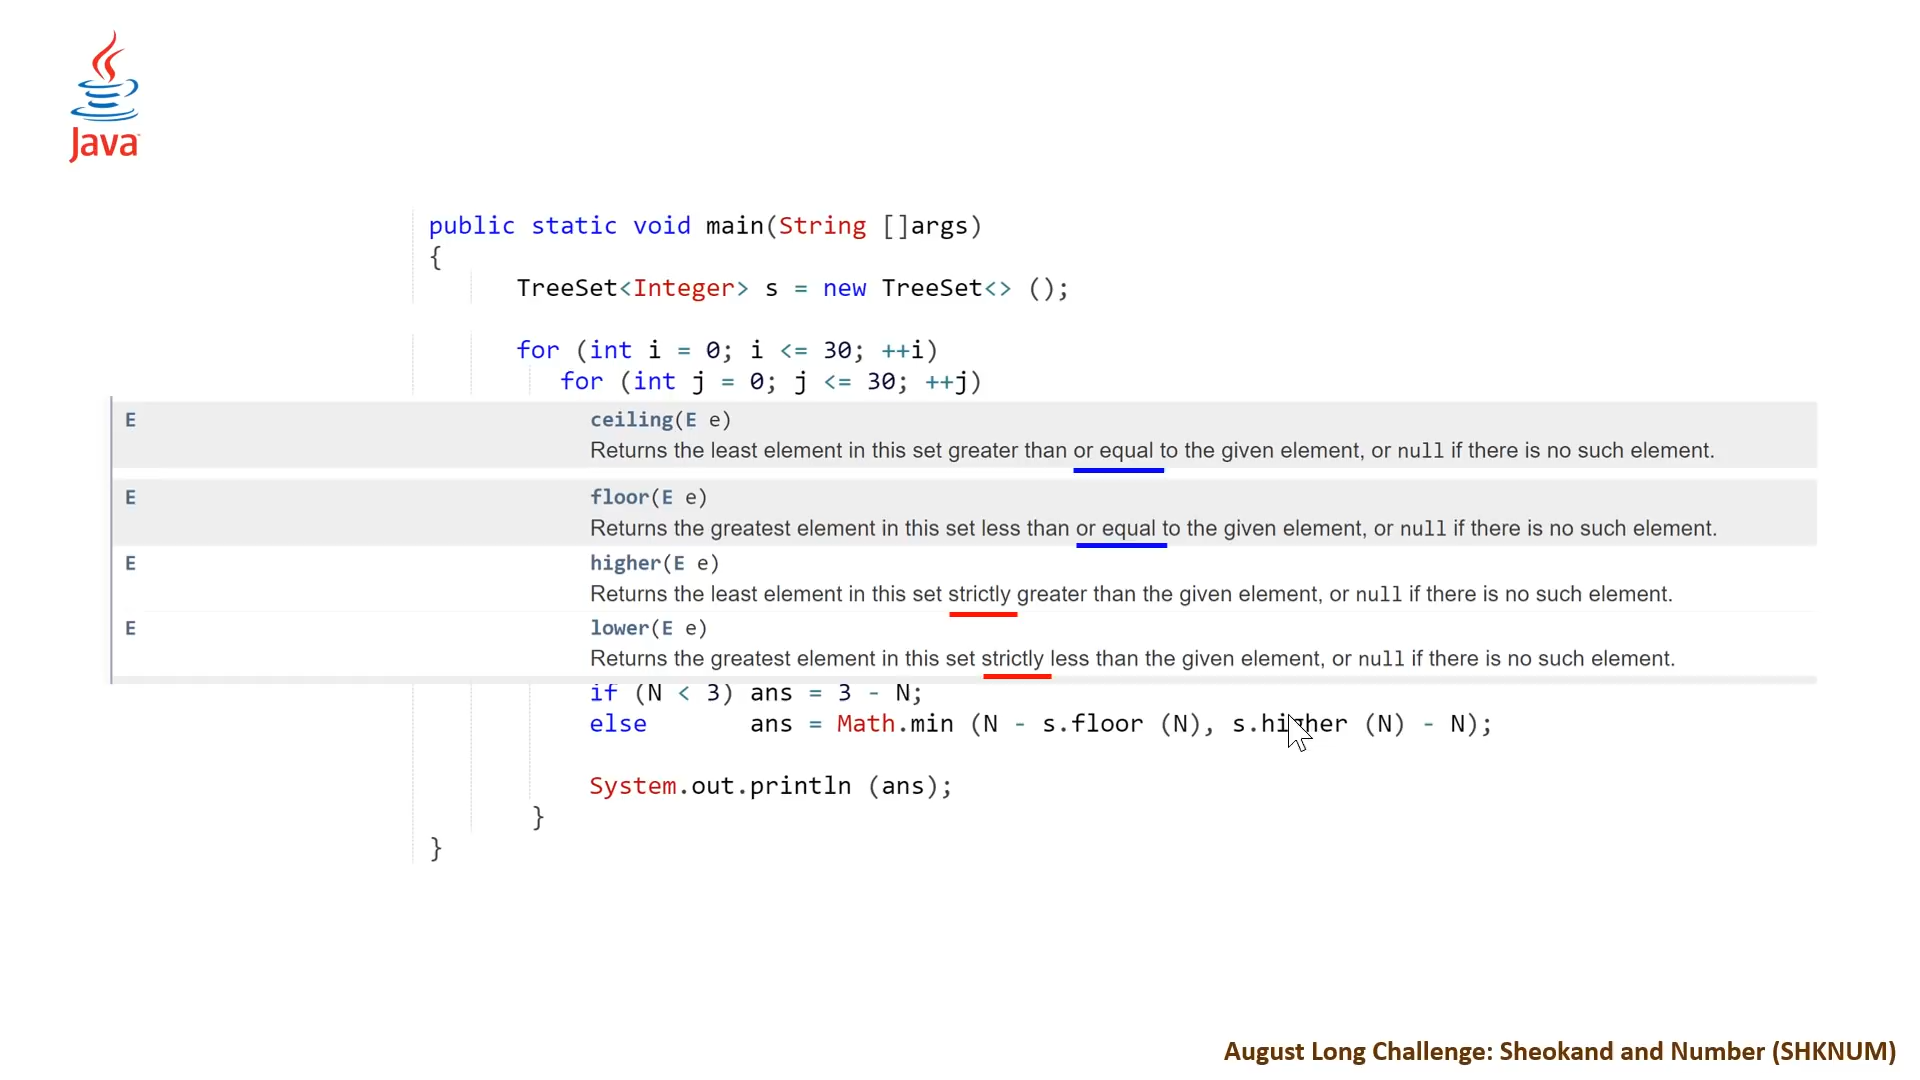 Java
public static void main(String []args)
{
TreeSet<Integer> s = new TreeSet<> ();
for (int i = 0; i <= 30; ++i)
for (int j = 0; j <= 30; ++j)
E ceiling(E e)
Returns the least element in this set greater than or equal to the given element, or null if there is no such element.
E floor(E e)
Returns the greatest element in this set less than or equal to the given element, or null if there is no such element.
E higher(E e)
Returns the least element in this set strictly greater than the given element, or null if there is no such element.
E lower(E e)
Returns the greatest element in this set strictly less than the given element, or null if there is no such element.
if (N < 3) ans = 3 - N;
else ans = Math.min (N - s.floor (N), s.higher (N) - N);
System.out.println (ans);
}
}
August Long Challenge: Sheokand and Number (SHKNUM)